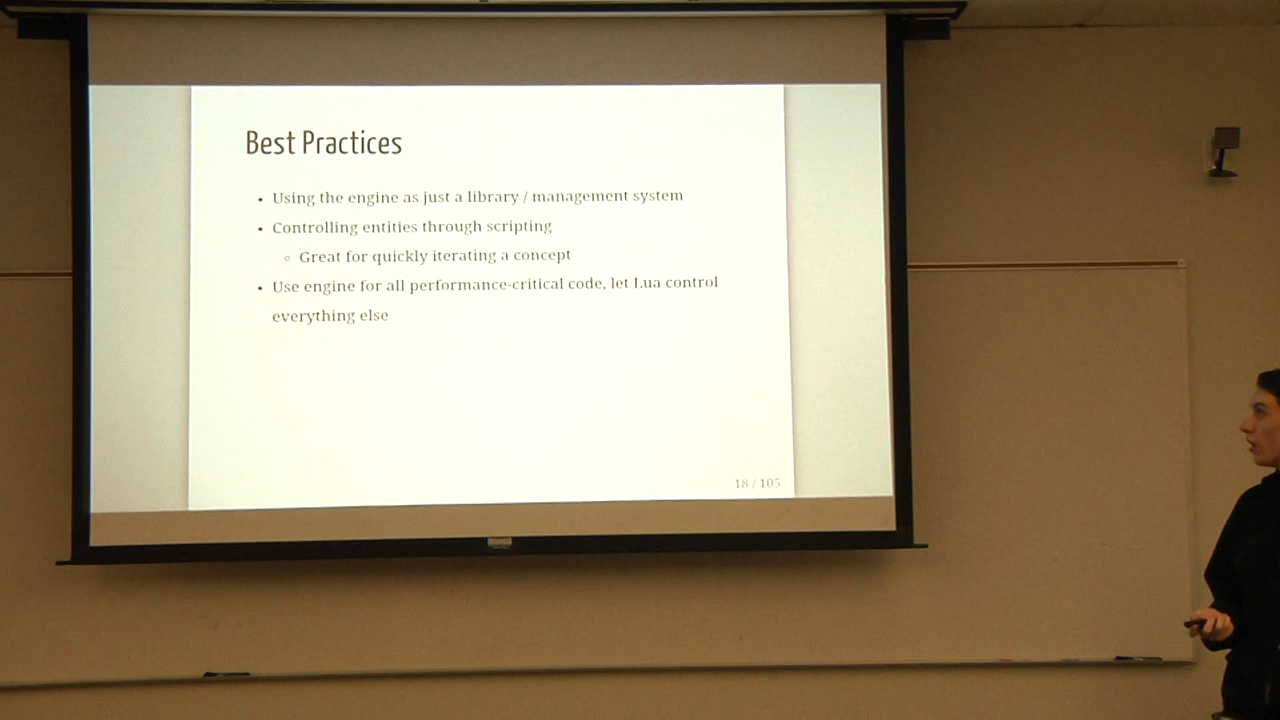 Best Practices
• Using the engine as just a library / management system
• Controlling entities through scripting
◦ Great for quickly iterating a concept
• Use engine for all performance-critical code, let Lua control
everything else
18 / 105